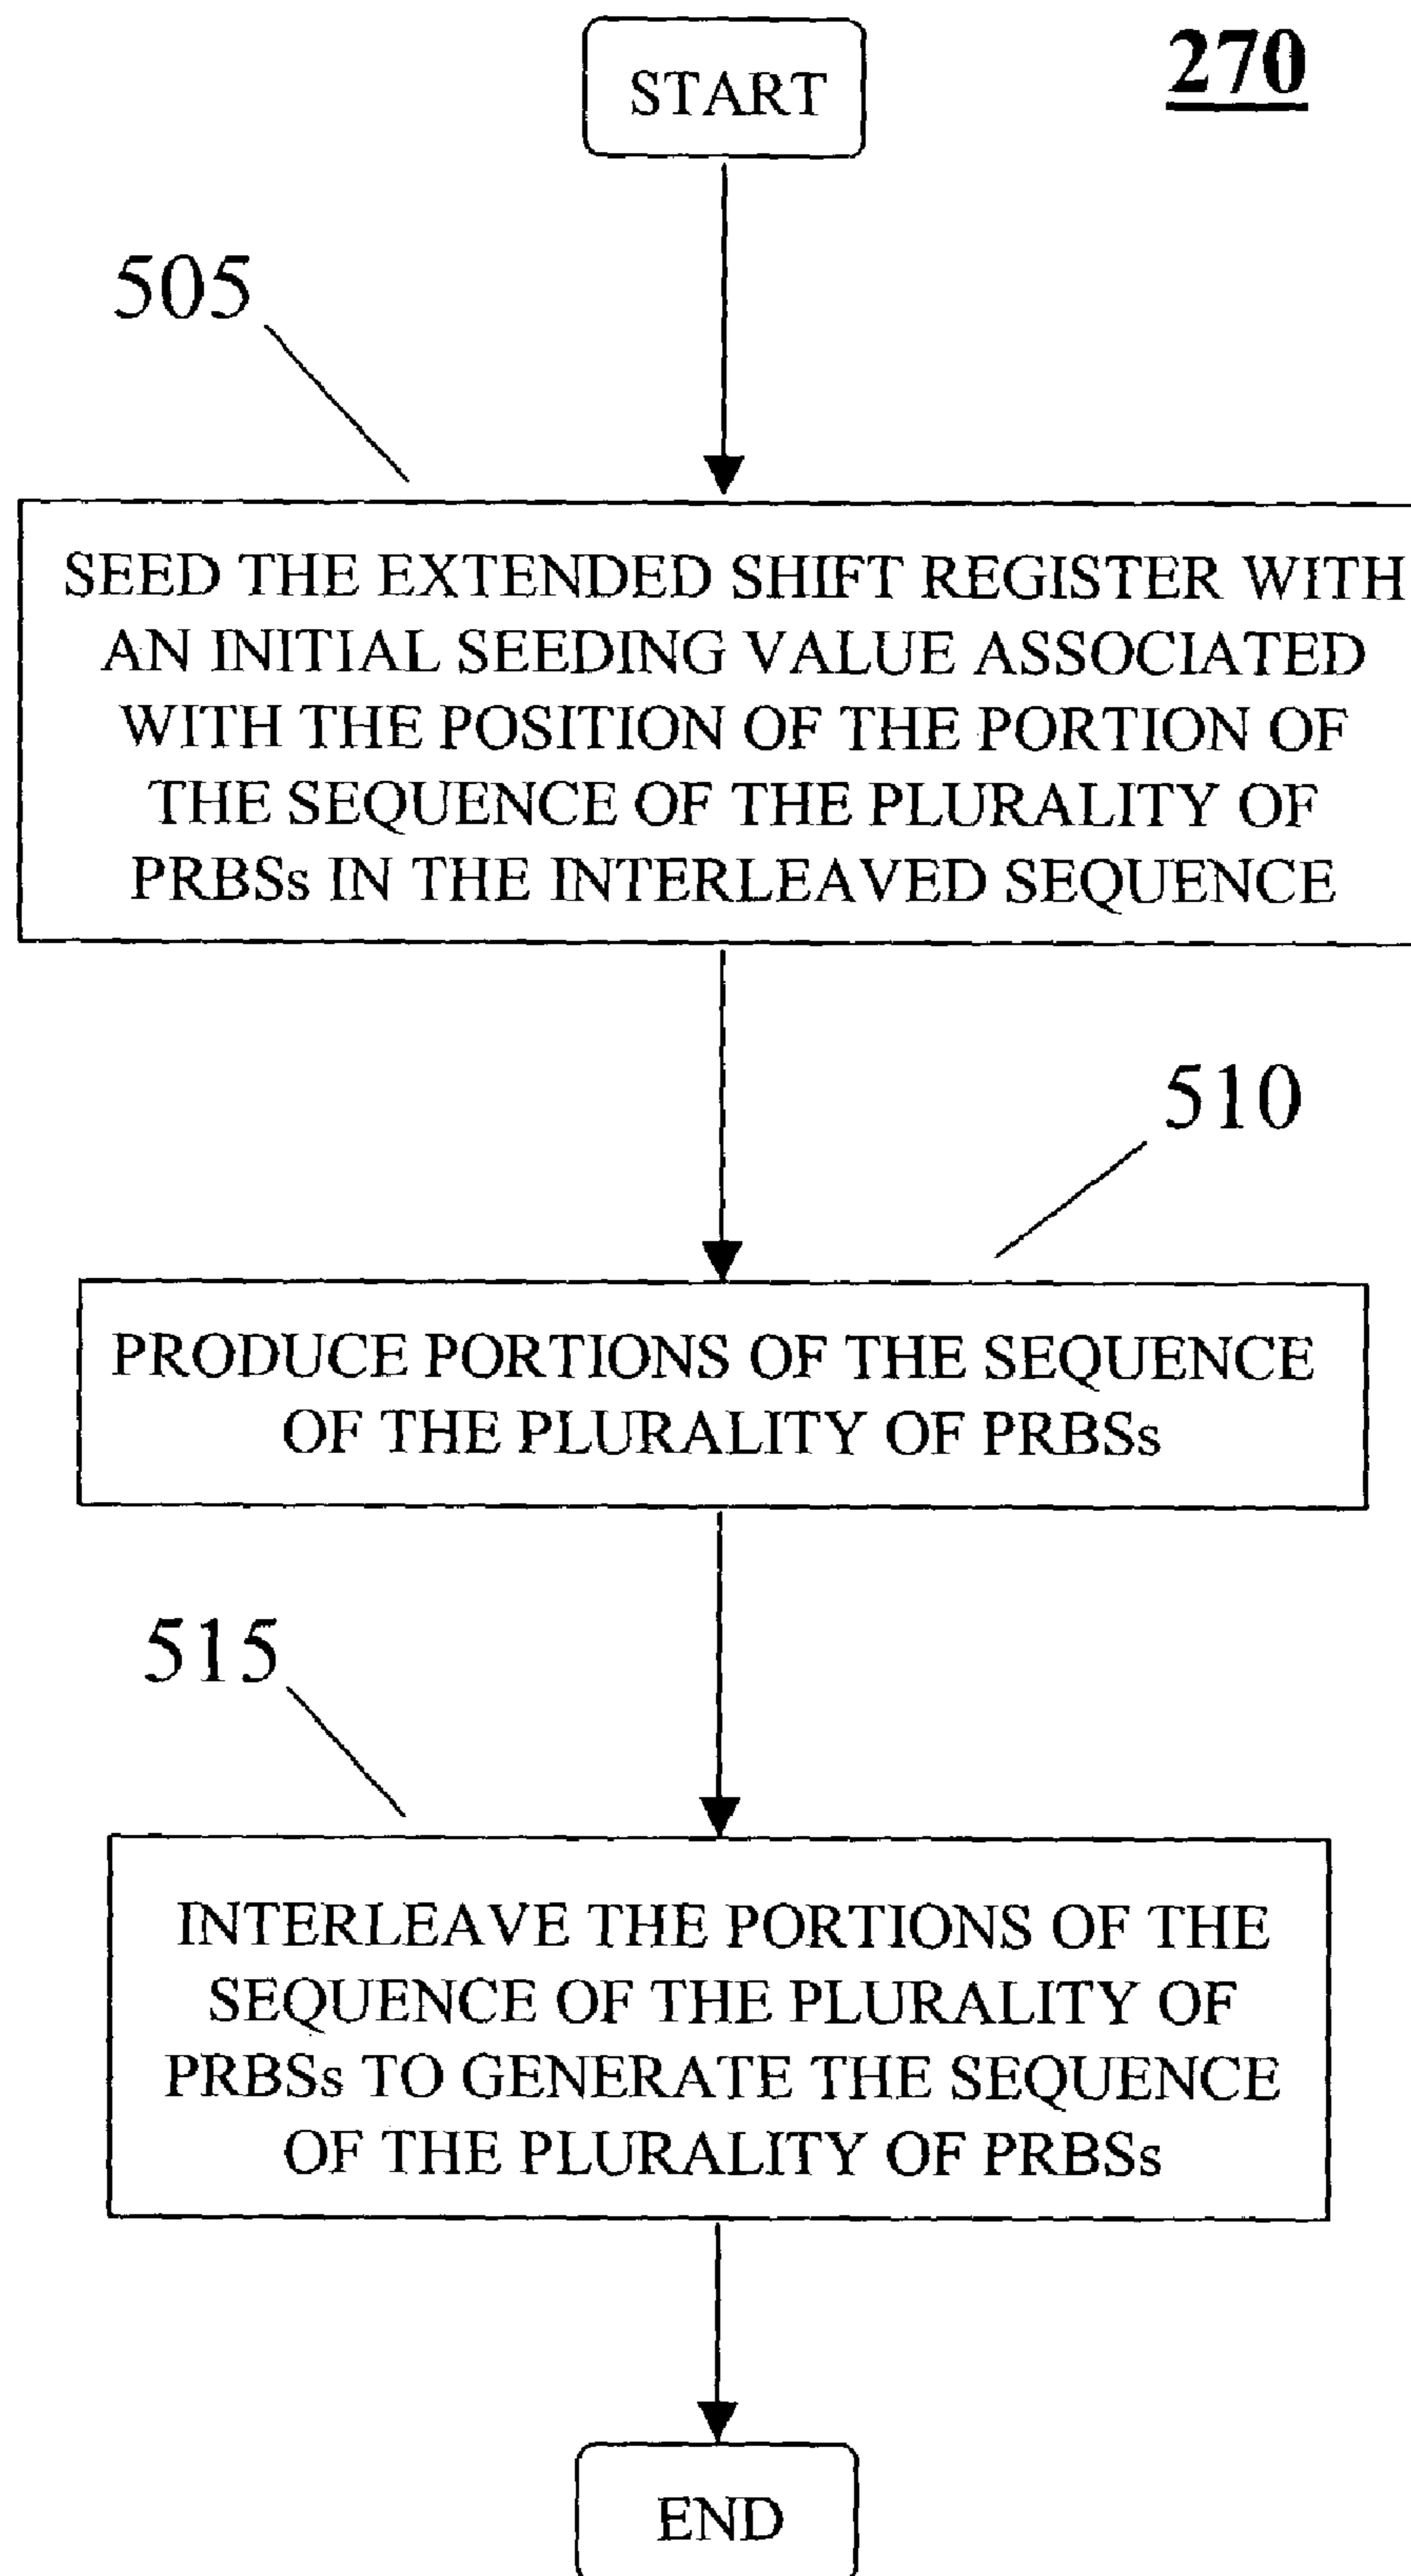 START
270
505
SEED THE EXTENDED SHIFT REGISTER WITH
AN INITIAL SEEDING VALUE ASSOCIATED
WITH THE POSITION OF THE PORTION OF
THE SEQUENCE OF THE PLURALITY OF
PRBSs IN THE INTERLEAVED SEQUENCE
510
PRODUCE PORTIONS OF THE SEQUENCE
OF THE PLURALITY OF PRBSs
515
INTERLEAVE THE PORTIONS OF THE
SEQUENCE OF THE PLURALITY OF
PRBSs TO GENERATE THE SEQUENCE
OF THE PLURALITY OF PRBSs
END